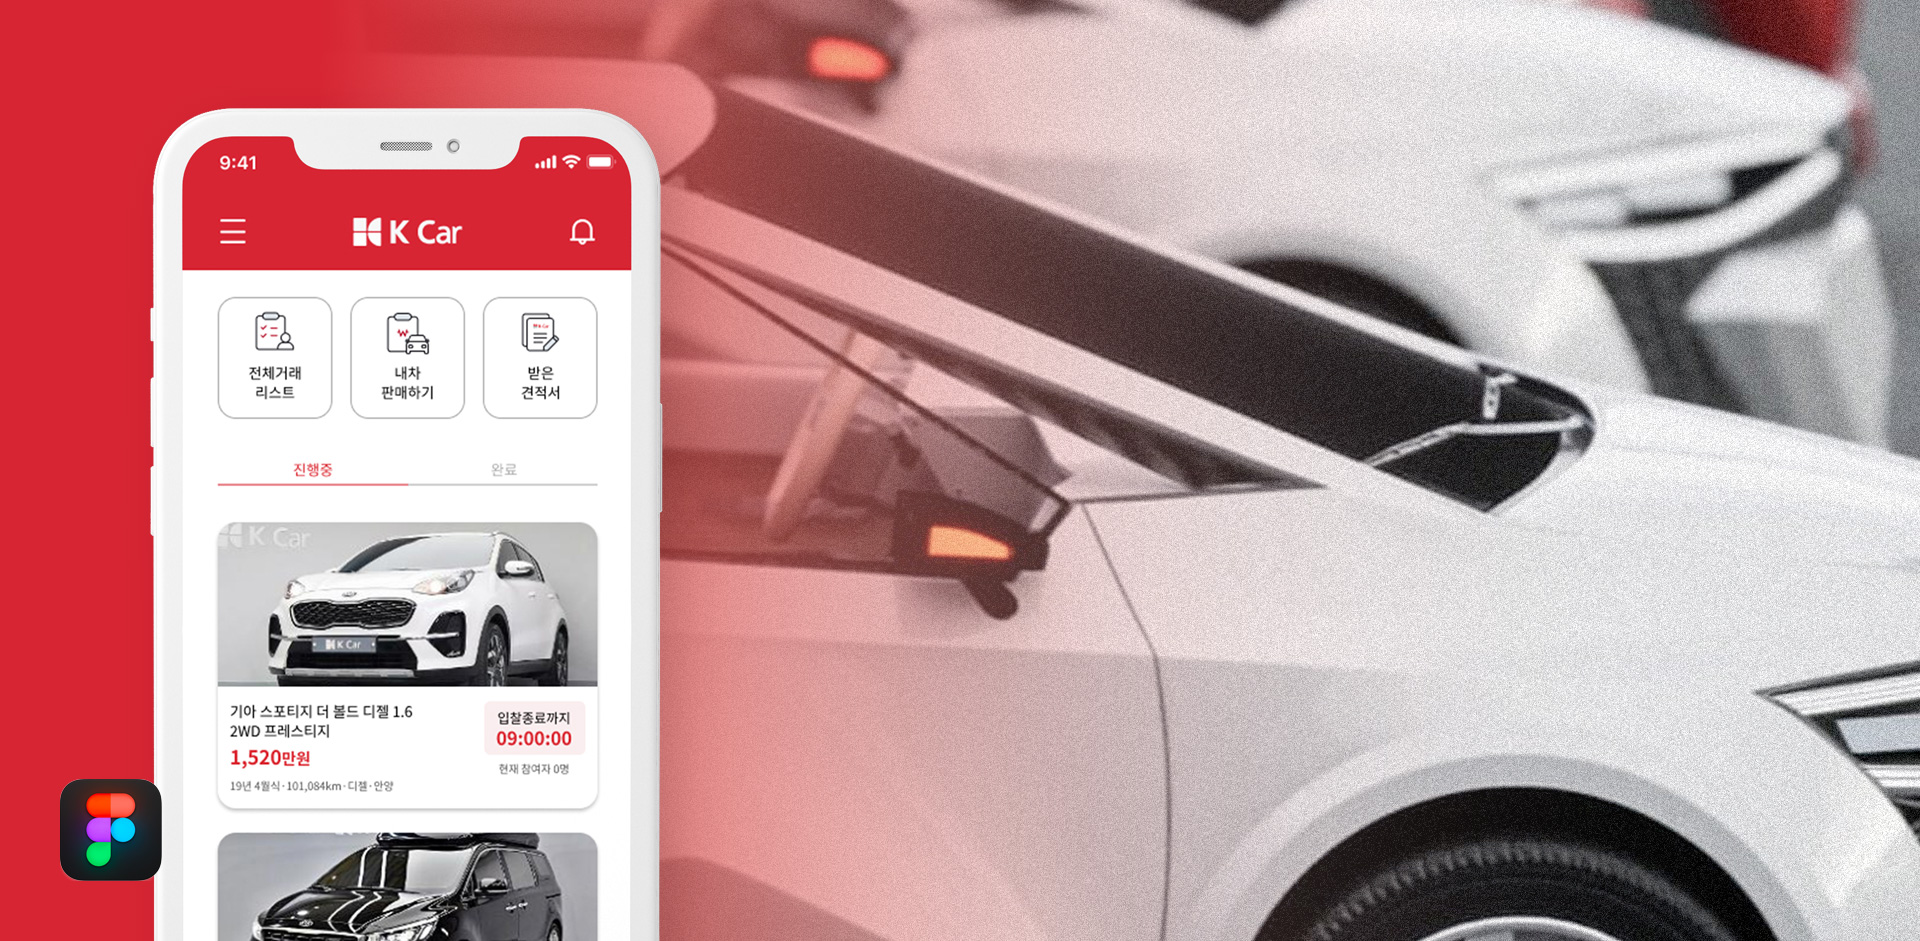 9:41
K Car
전체거래
리스트
내차
판매하기
받은
견적서
진행중
완료
K Car
K Car
기아 스포티지 더 볼드 디젤 1.6
2WD 프레스티지
1,520만원
19년 4월식·101,084km·디젤·안양
입찰종료까지
09:00:00
현재 참여자 0명